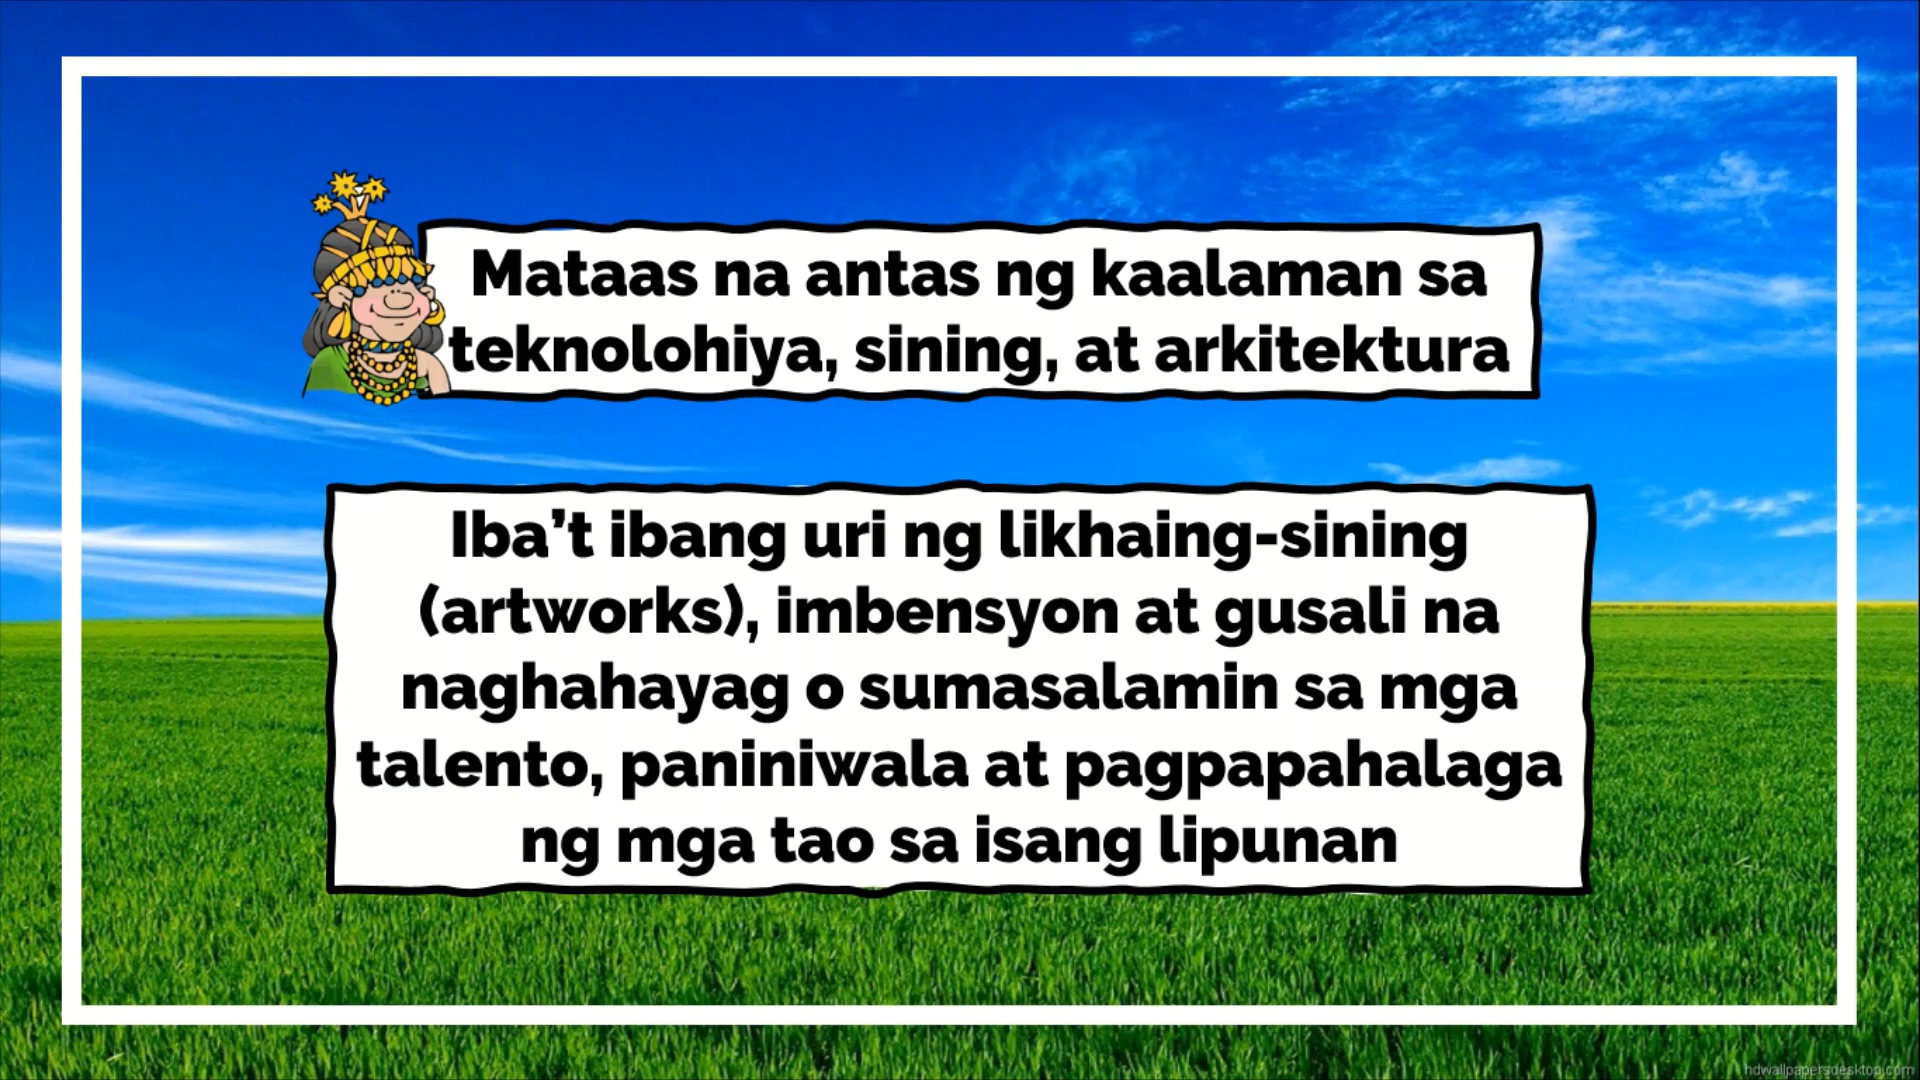 Mataas na antas ng kaalaman sa
teknolohiya, sining, at arkitektura
Iba’t ibang uri ng likhaing-sining
(artworks), imbensyon at gusali na
naghahayag o sumasalamin sa mga
talento, paniniwala at pagpapahalaga
ng mga tao sa isang lipunan
hdwallpapersdesktop.com